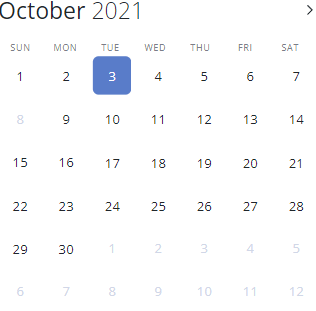 October 2021
SUN MON TUE WED THU FRI SAT
1 2 3 4 5 6 7
8 9 10 11 12 13 14
15 16 17 18 19 20 21
22 23 24 25 26 27 28
29 30 1 2 3 4 5
6 7 8 9 10 11 12